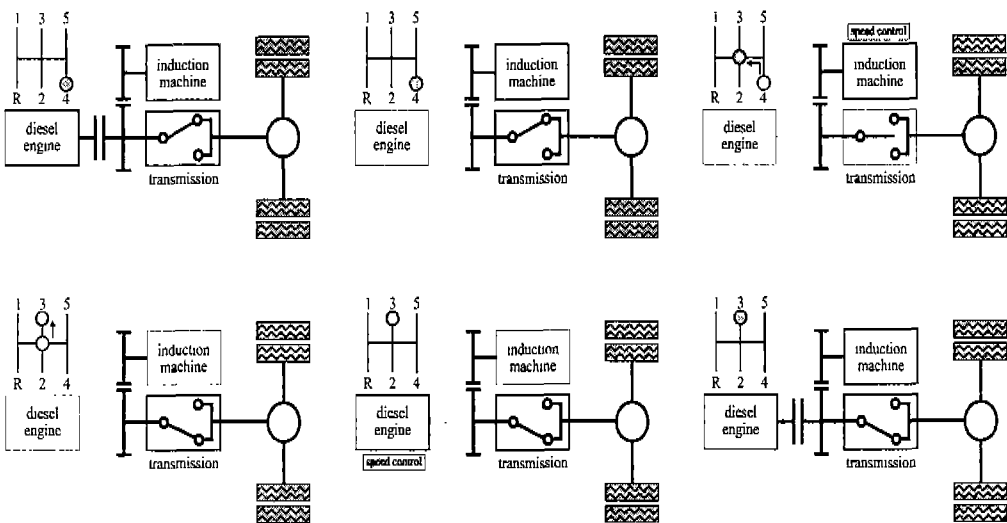 1 3 5
R 2 4
induction
machine
diesel
engine
transmission
1 3 5
R 2 4
induction
machine
diesel
engine
transmission
1 3 5
R 2 4
speed control
induction
machine
diesel
engine
transmission
1 3 5
R 2 4
induction
machine
diesel
engine
transmission
1 3 5
R 2 4
induction
machine
diesel
engine
speed control
transmission
1 3 5
R 2 4
induction
machine
diesel
engine
transmission